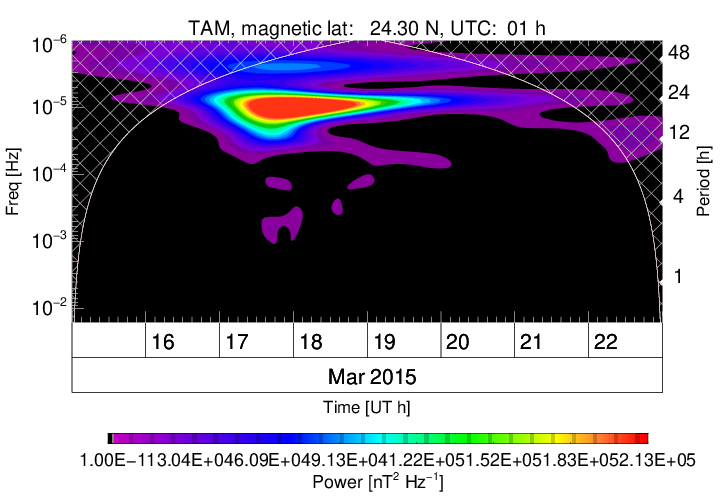 TAM, magnetic lat: 24.30 N, UTC: 01 h
10⁻⁶
10⁻⁵
10⁻⁴
10⁻³
10⁻²
Freq [Hz]
48
24
12
4
1
Period [h]
16 17 18 19 20 21 22
Mar 2015
Time [UT h]
1.00E−113.04E+046.09E+049.13E+041.22E+051.52E+051.83E+052.13E+05
Power [nT² Hz⁻¹]